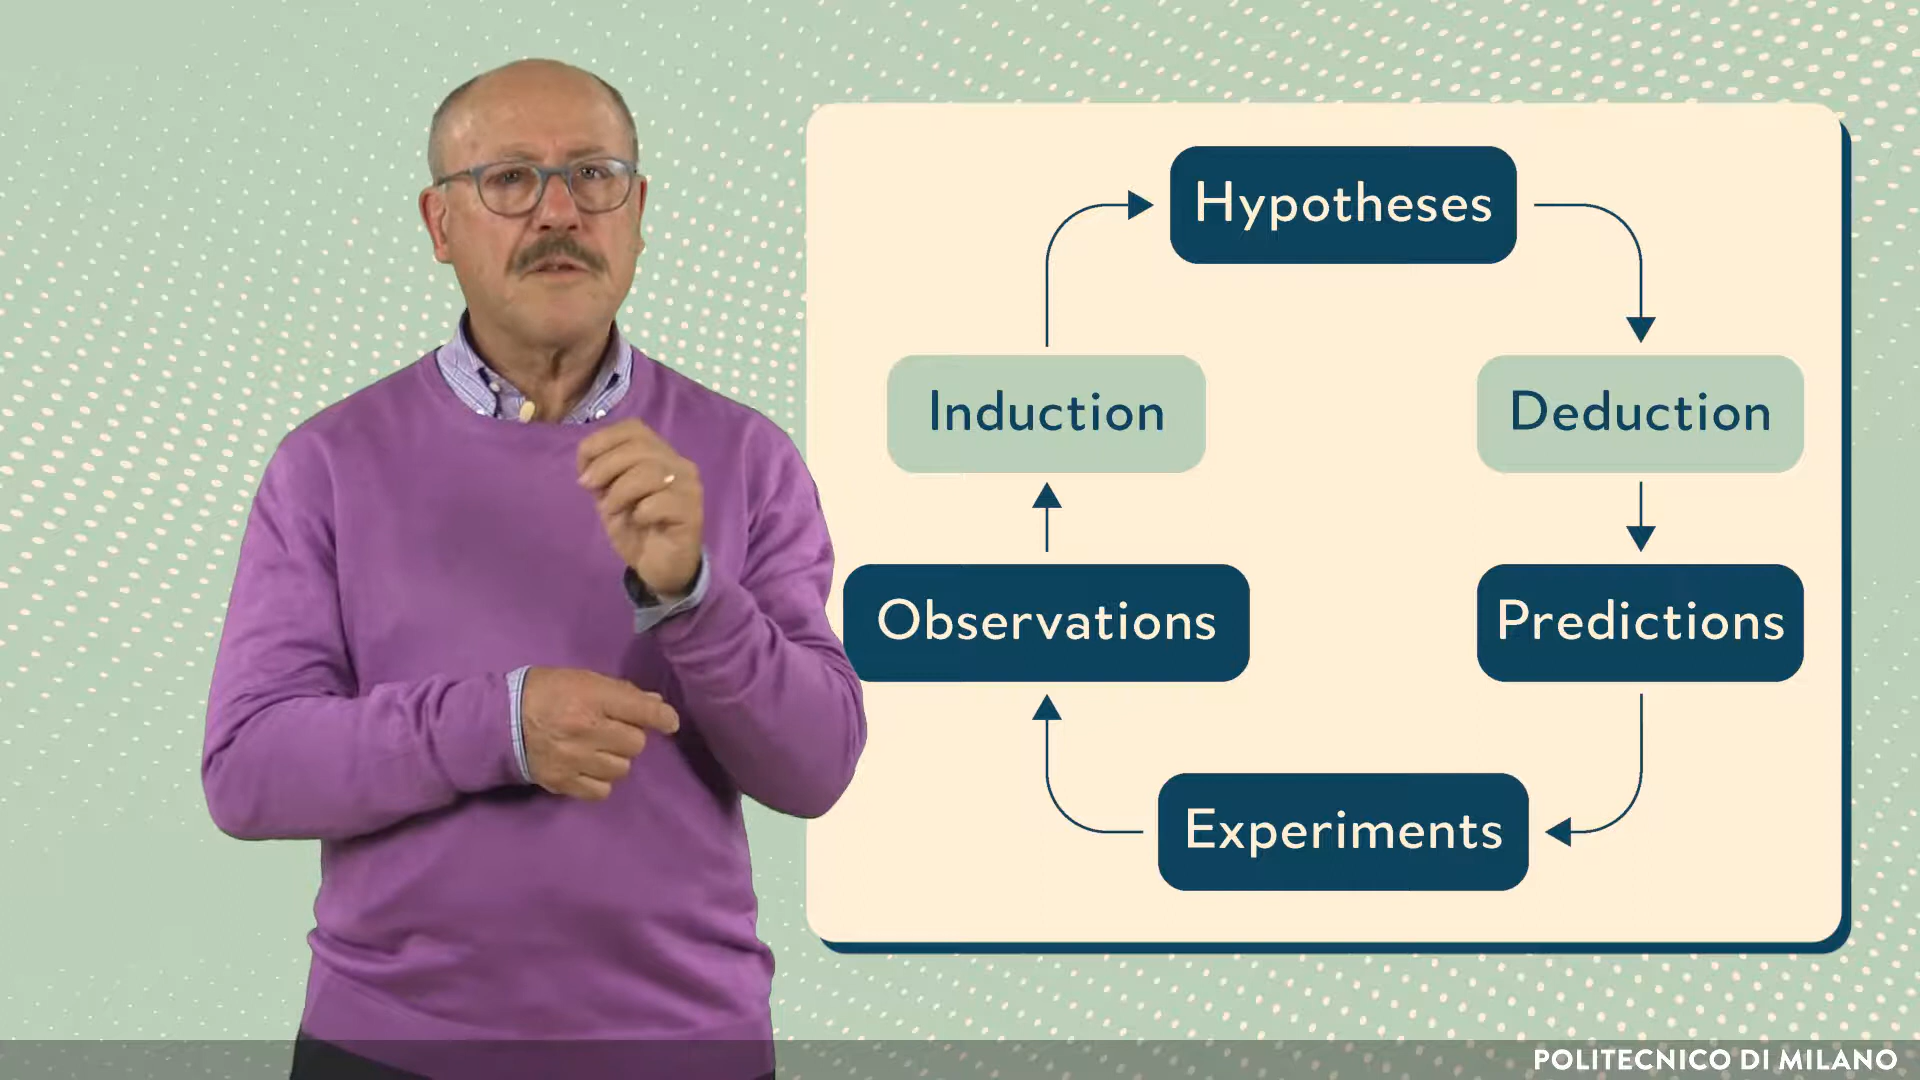 Hypotheses
Induction
Deduction
Observations
Predictions
Experiments
POLITECNICO DI MILANO